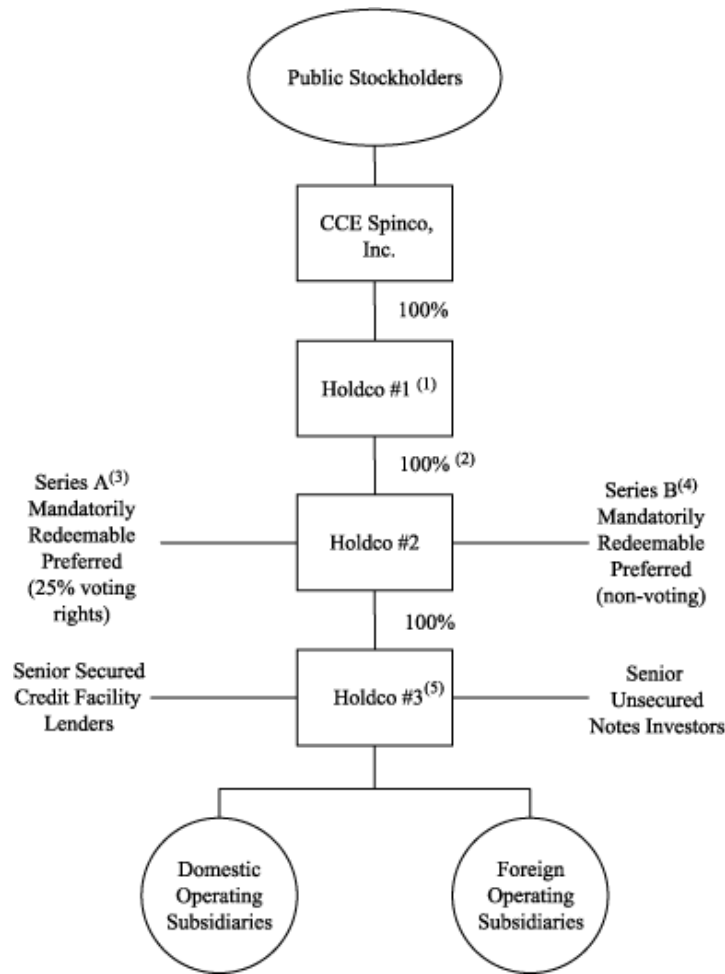 Public Stockholders
CCE Spinco,
Inc.
100%
Holdco #1 (1)
100% (2)
Series A(3)
Mandatorily
Redeemable
Preferred
(25% voting
rights)
Holdco #2
Series B(4)
Mandatorily
Redeemable
Preferred
(non-voting)
100%
Senior Secured
Credit Facility
Lenders
Holdco #3(5)
Senior
Unsecured
Notes Investors
Domestic
Operating
Subsidiaries
Foreign
Operating
Subsidiaries